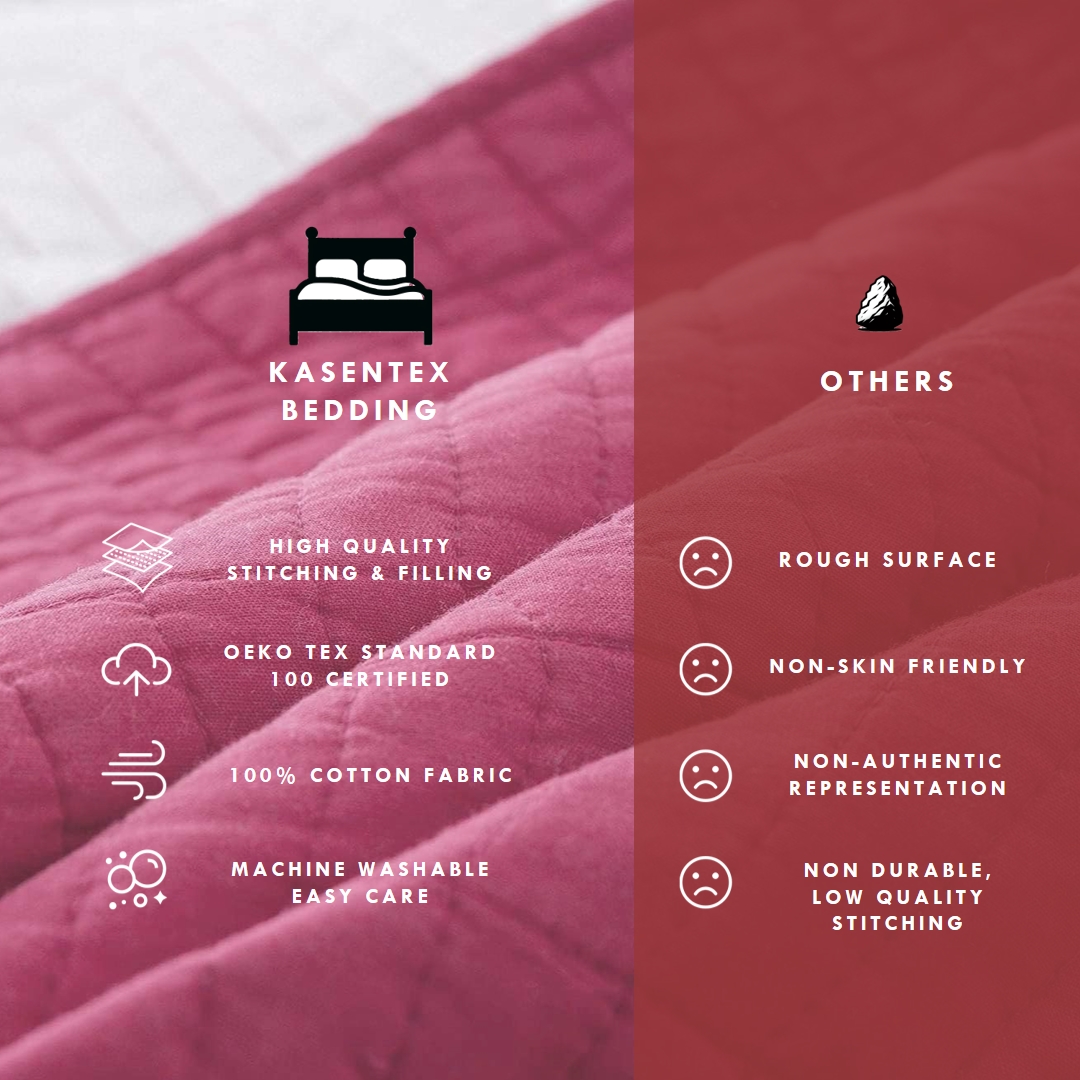 KASENTEX
BEDDING
HIGH QUALITY
STITCHING & FILLING
OEKO TEX STANDARD
100 CERTIFIED
100% COTTON FABRIC
MACHINE WASHABLE
EASY CARE
OTHERS
ROUGH SURFACE
NON-SKIN FRIENDLY
NON-AUTHENTIC
REPRESENTATION
NON DURABLE,
LOW QUALITY
STITCHING